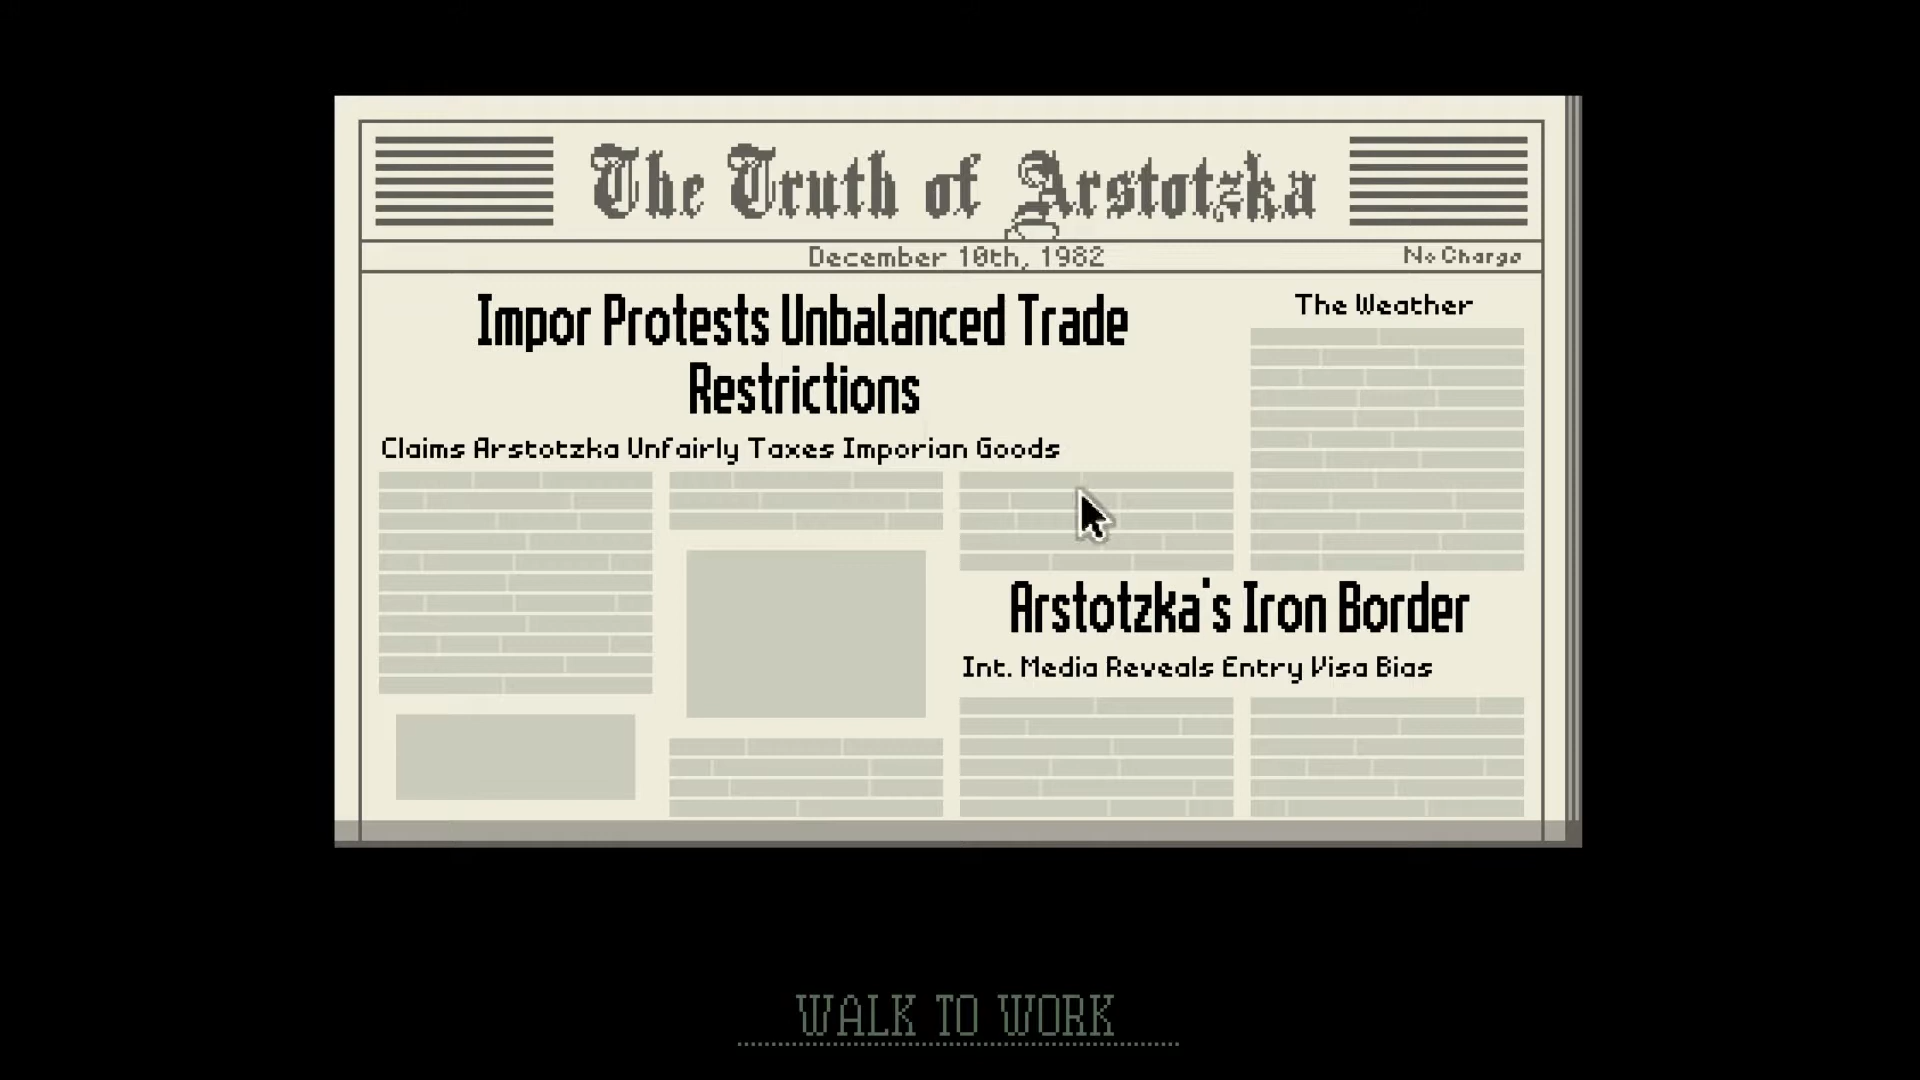 The Truth of Arstotzka
December 10th, 1982
No Charge
Impor Protests Unbalanced Trade
Restrictions
Claims Arstotzka Unfairly Taxes Imporian Goods
The Weather
Arstotzka's Iron Border
Int. Media Reveals Entry Visa Bias
WALK TO WORK